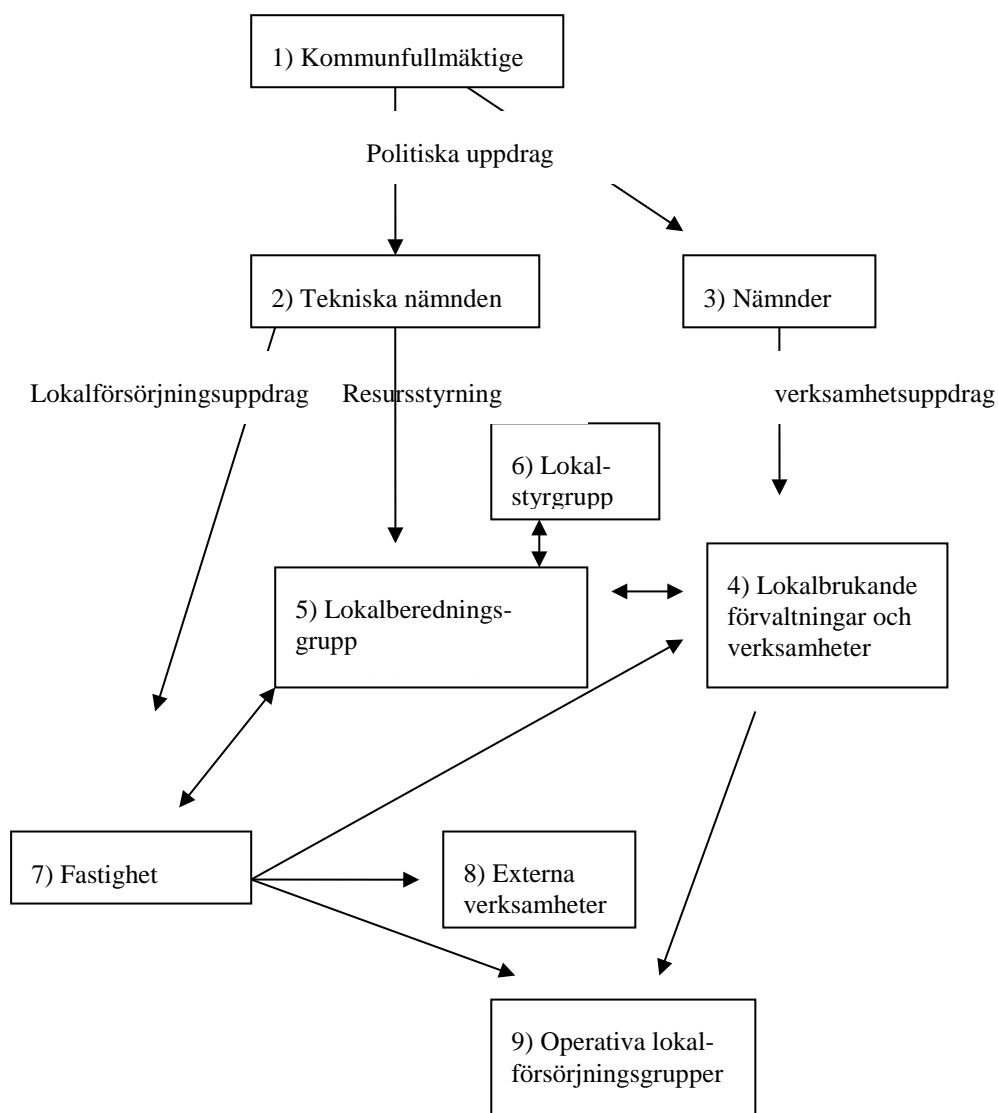 1) Kommunfullmäktige
Politiska uppdrag
2) Tekniska nämnden
3) Nämnder
Lokalförsörjningsuppdrag
Resursstyrning
verksamhetsuppdrag
6) Lokal-
styrgrupp
5) Lokalberednings-
grupp
4) Lokalbrukande
förvaltningar och
verksamheter
7) Fastighet
8) Externa
verksamheter
9) Operativa lokal-
försörjningsgrupper